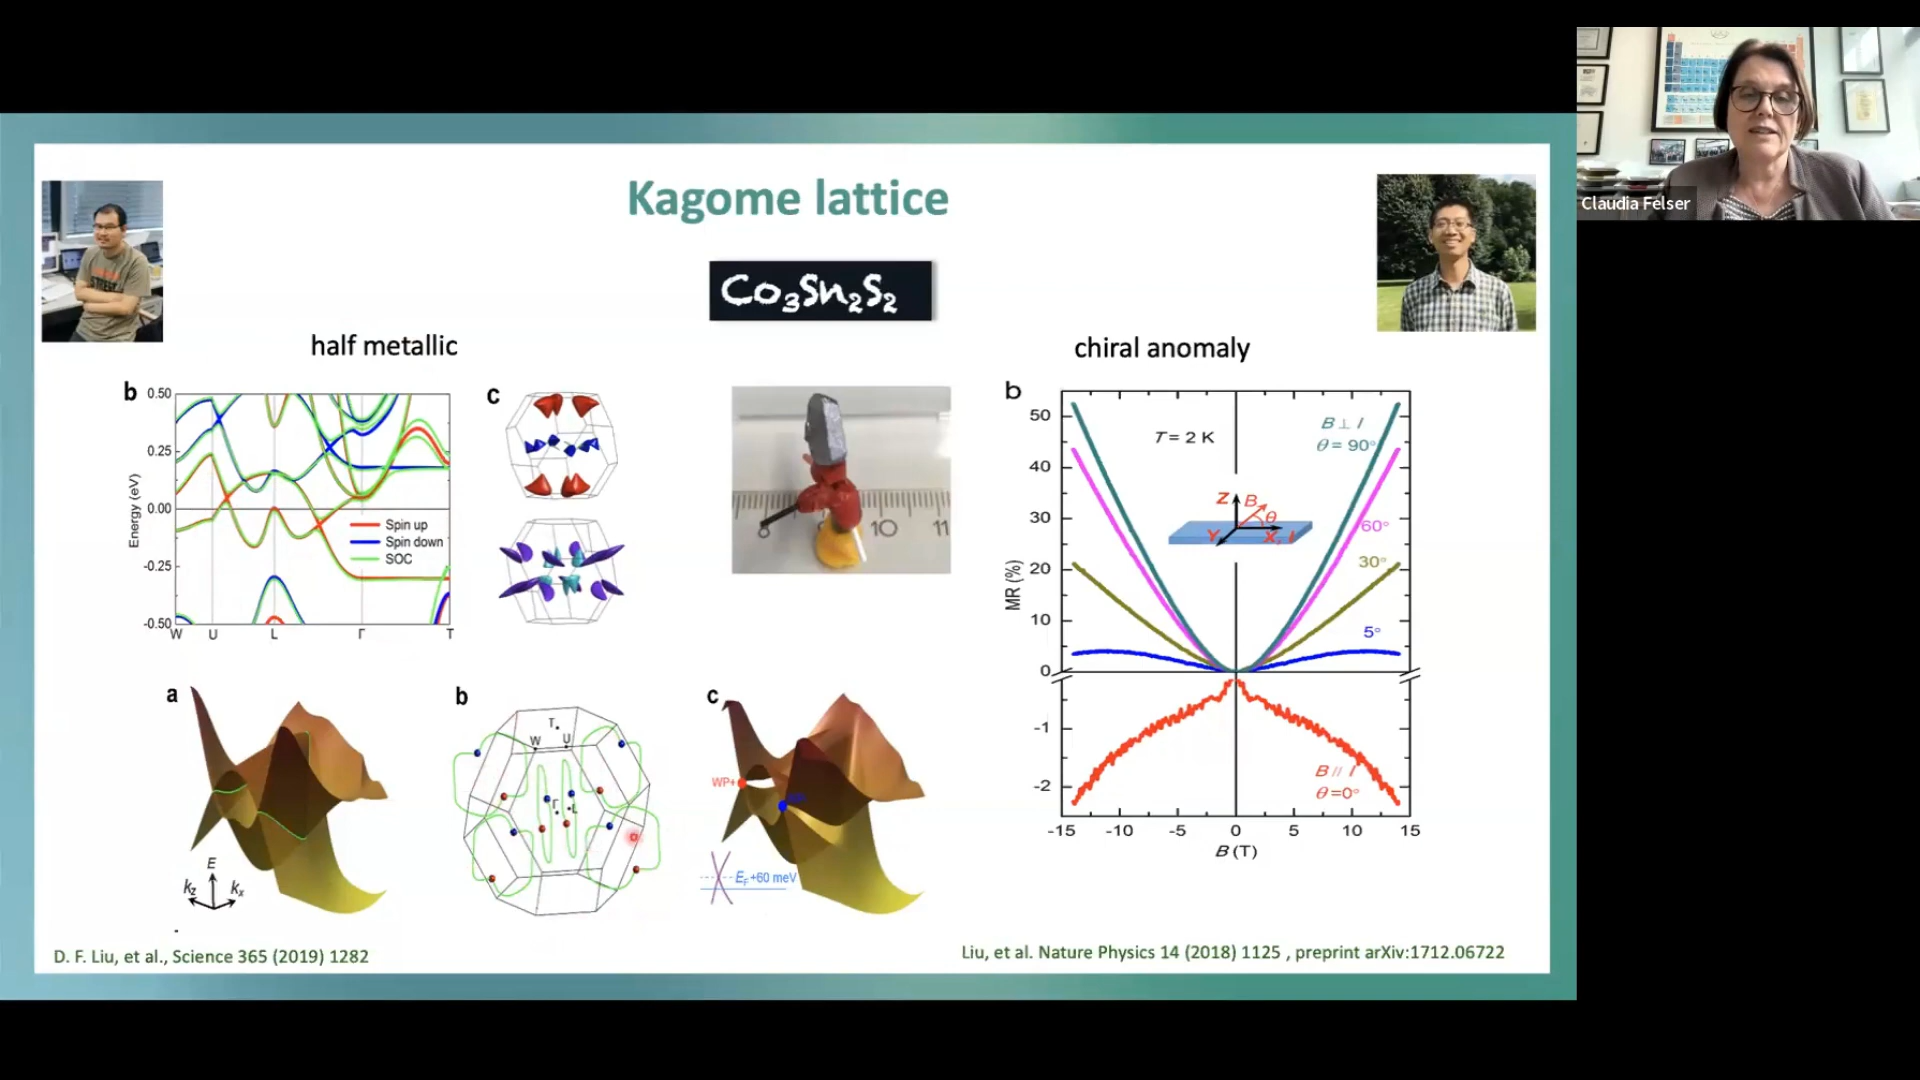 Claudia Felser
Kagome lattice
Co₃Sn₂S₂
half metallic
chiral anomaly
b
0.50
0.25
0.00
-0.25
-0.50
Energy (eV)
Spin up
Spin down
SOC
W U L Γ T
c
10 11
b
50
40
30
20
10
0
-1
-2
MR (%)
T = 2 K
B ⊥ I
θ = 90°
60°
30°
5°
Z B θ
Y X, I
B // I
θ =0°
-15 -10 -5 0 5 10 15
B (T)
a
E
kz kx
b
T
W U
Γ L
c
WP+
EF+60 meV
D. F. Liu, et al., Science 365 (2019) 1282
Liu, et al. Nature Physics 14 (2018) 1125 , preprint arXiv:1712.06722